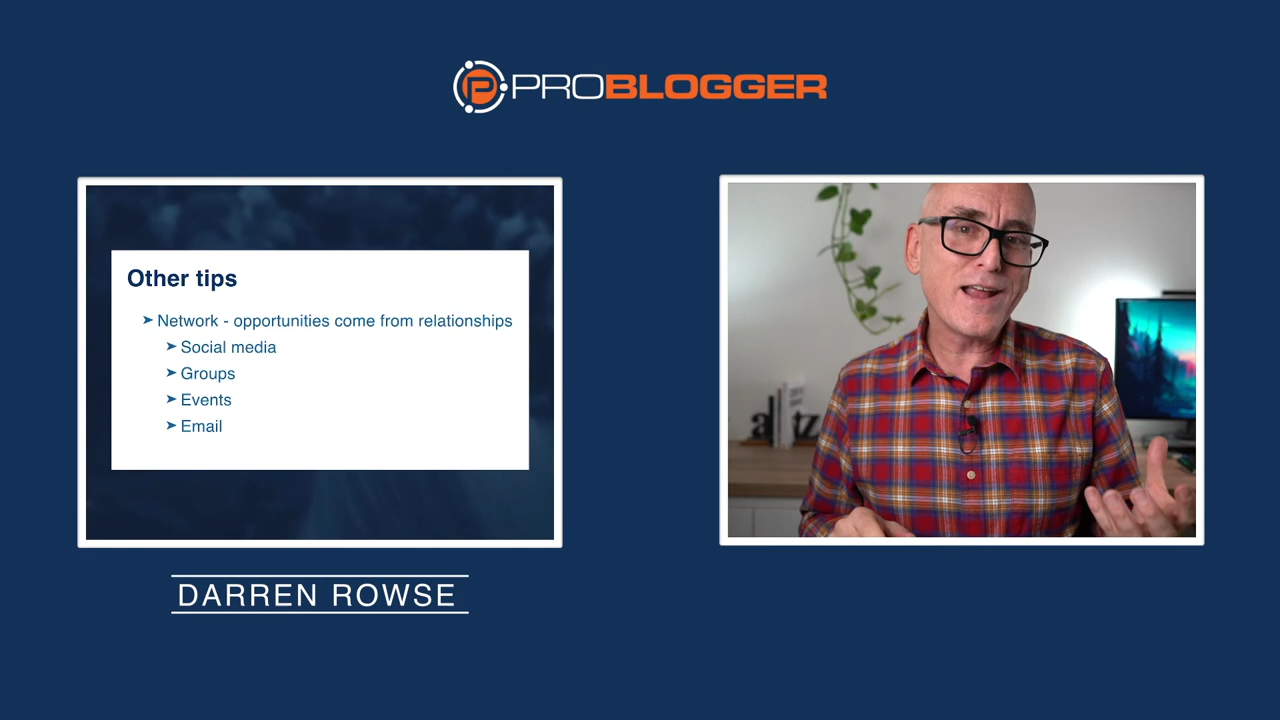 PROBLOGGER
Other tips
➤ Network - opportunities come from relationships
➤ Social media
➤ Groups
➤ Events
➤ Email
DARREN ROWSE